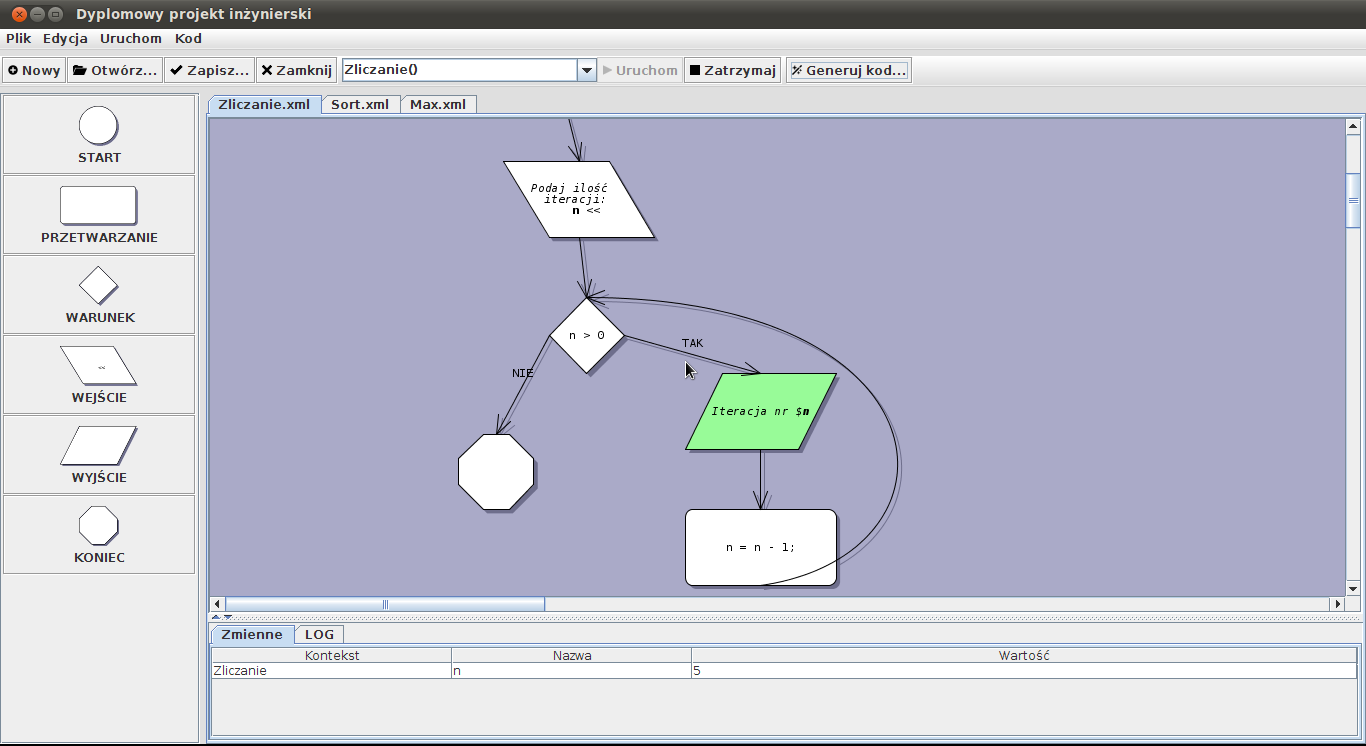 Dyplomowy projekt inżynierski
Plik Edycja Uruchom Kod
Nowy Otwórz... Zapisz... Zamknij Zliczanie() Uruchom Zatrzymaj Generuj kod...
START
PRZETWARZANIE
WARUNEK
<<
WEJŚCIE
WYJŚCIE
KONIEC
Zliczanie.xml Sort.xml Max.xml
Podaj ilość
iteracji:
n <<
n > 0
TAK
NIE
Iteracja nr $n
n = n - 1;
Zmienne LOG
Kontekst Nazwa Wartość
Zliczanie n 5